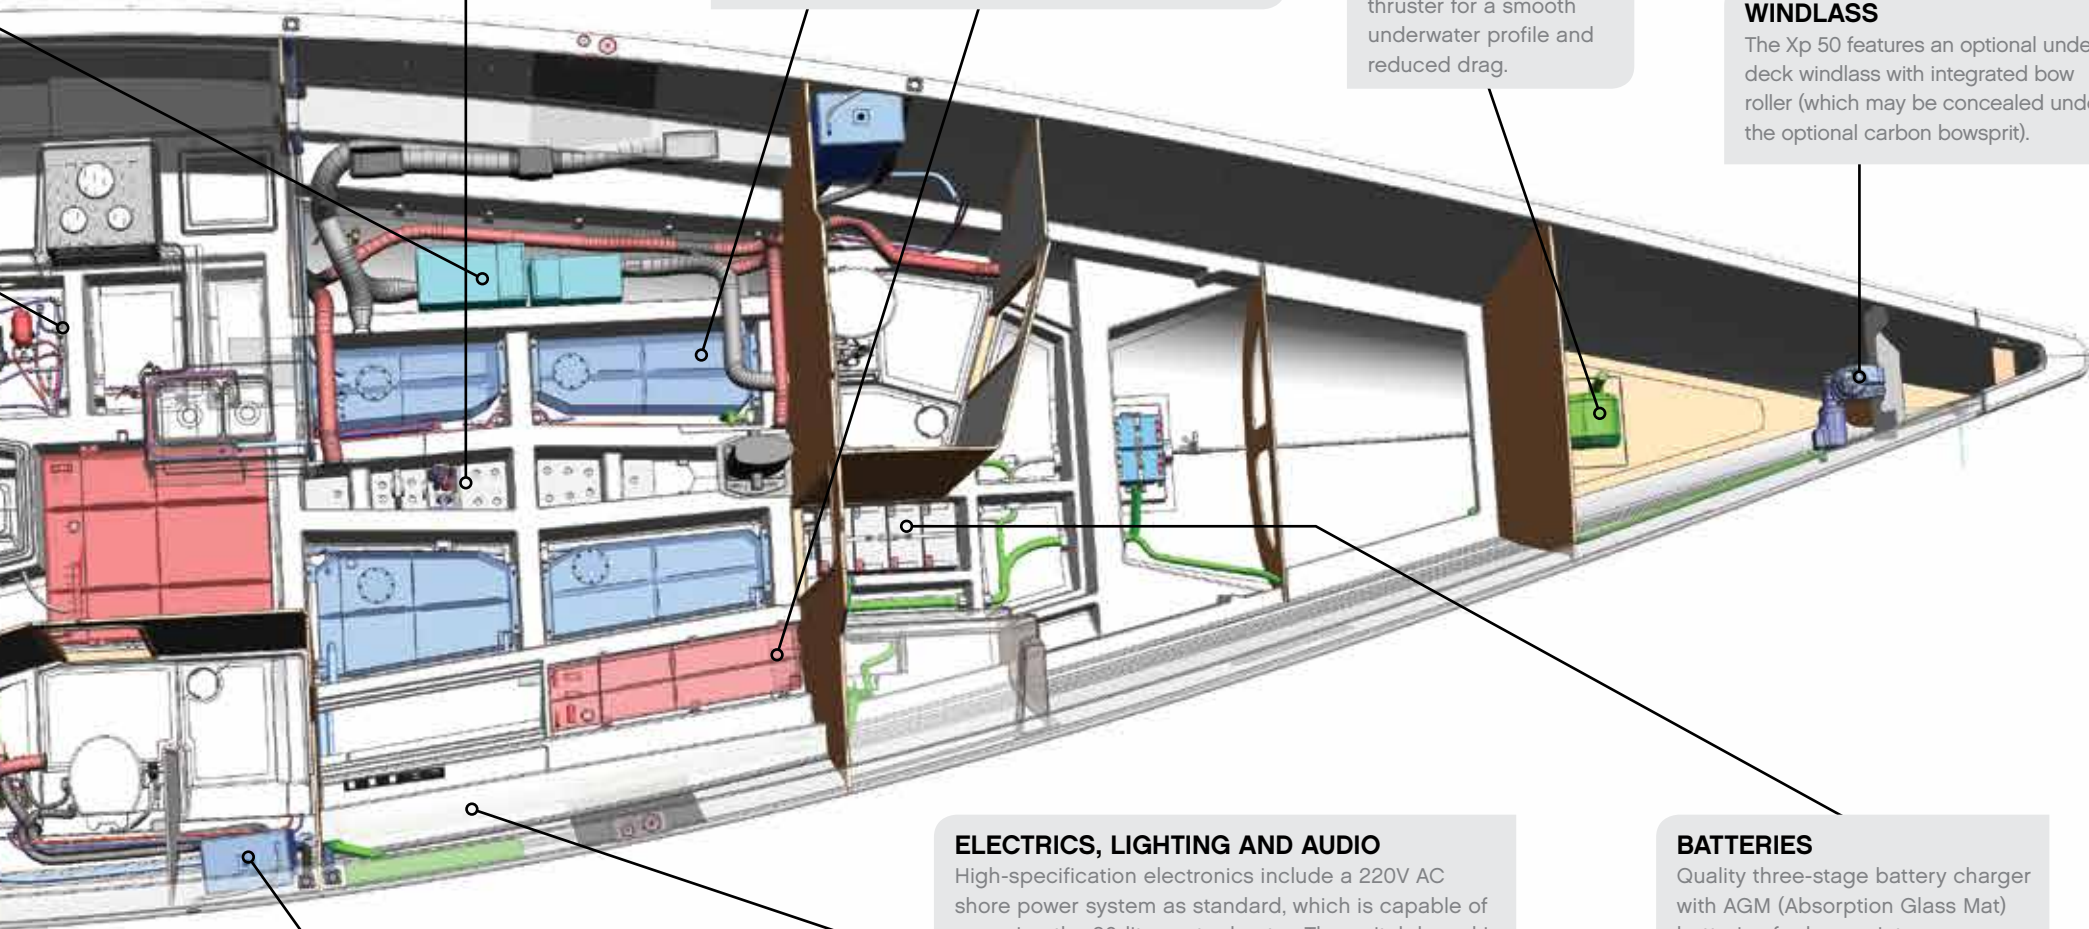 thruster for a smooth
underwater profile and
reduced drag.
WINDLASS
The Xp 50 features an optional unde
deck windlass with integrated bow
roller (which may be concealed unde
the optional carbon bowsprit).
ELECTRICS, LIGHTING AND AUDIO
High-specification electronics include a 220V AC
shore power system as standard, which is capable of
BATTERIES
Quality three-stage battery charger
with AGM (Absorption Glass Mat)